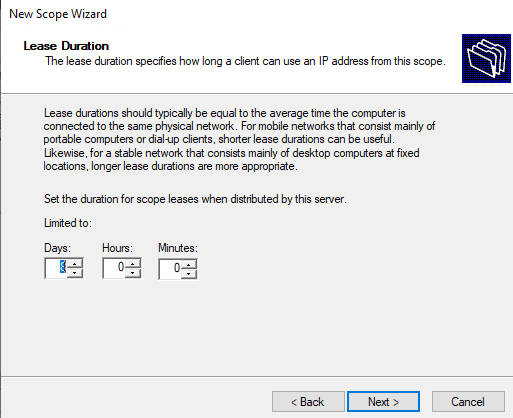 New Scope Wizard
Lease Duration
The lease duration specifies how long a client can use an IP address from this scope.
Lease durations should typically be equal to the average time the computer is
connected to the same physical network. For mobile networks that consist mainly of
portable computers or dial-up clients, shorter lease durations can be useful.
Likewise, for a stable network that consists mainly of desktop computers at fixed
locations, longer lease durations are more appropriate.
Set the duration for scope leases when distributed by this server.
Limited to:
Days: Hours: Minutes:
8 0 0
< Back Next > Cancel